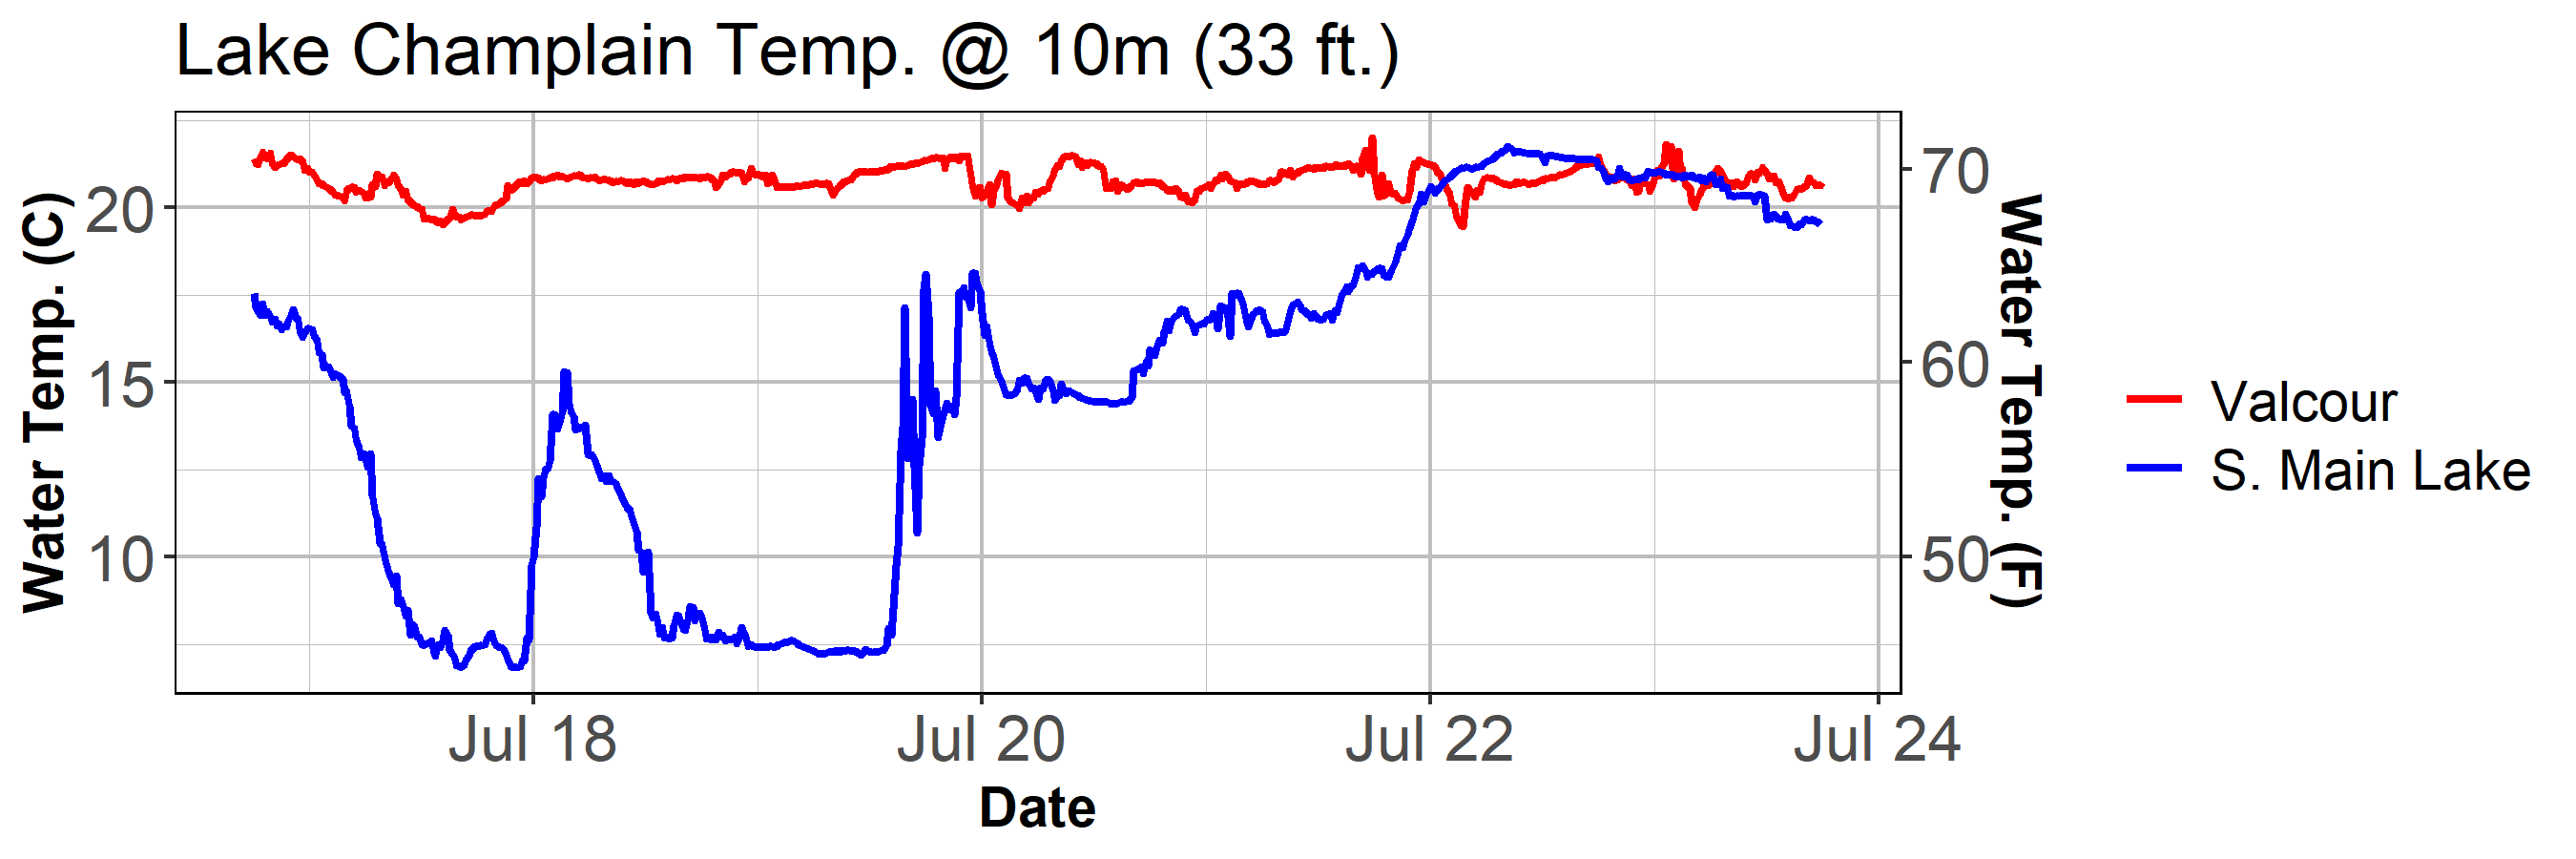 Lake Champlain Temp. @ 10m (33 ft.)
Water Temp. (C)
20
15
10
70
60
50
Water Temp. (F)
Jul 18
Jul 20
Jul 22
Jul 24
Date
Valcour
S. Main Lake